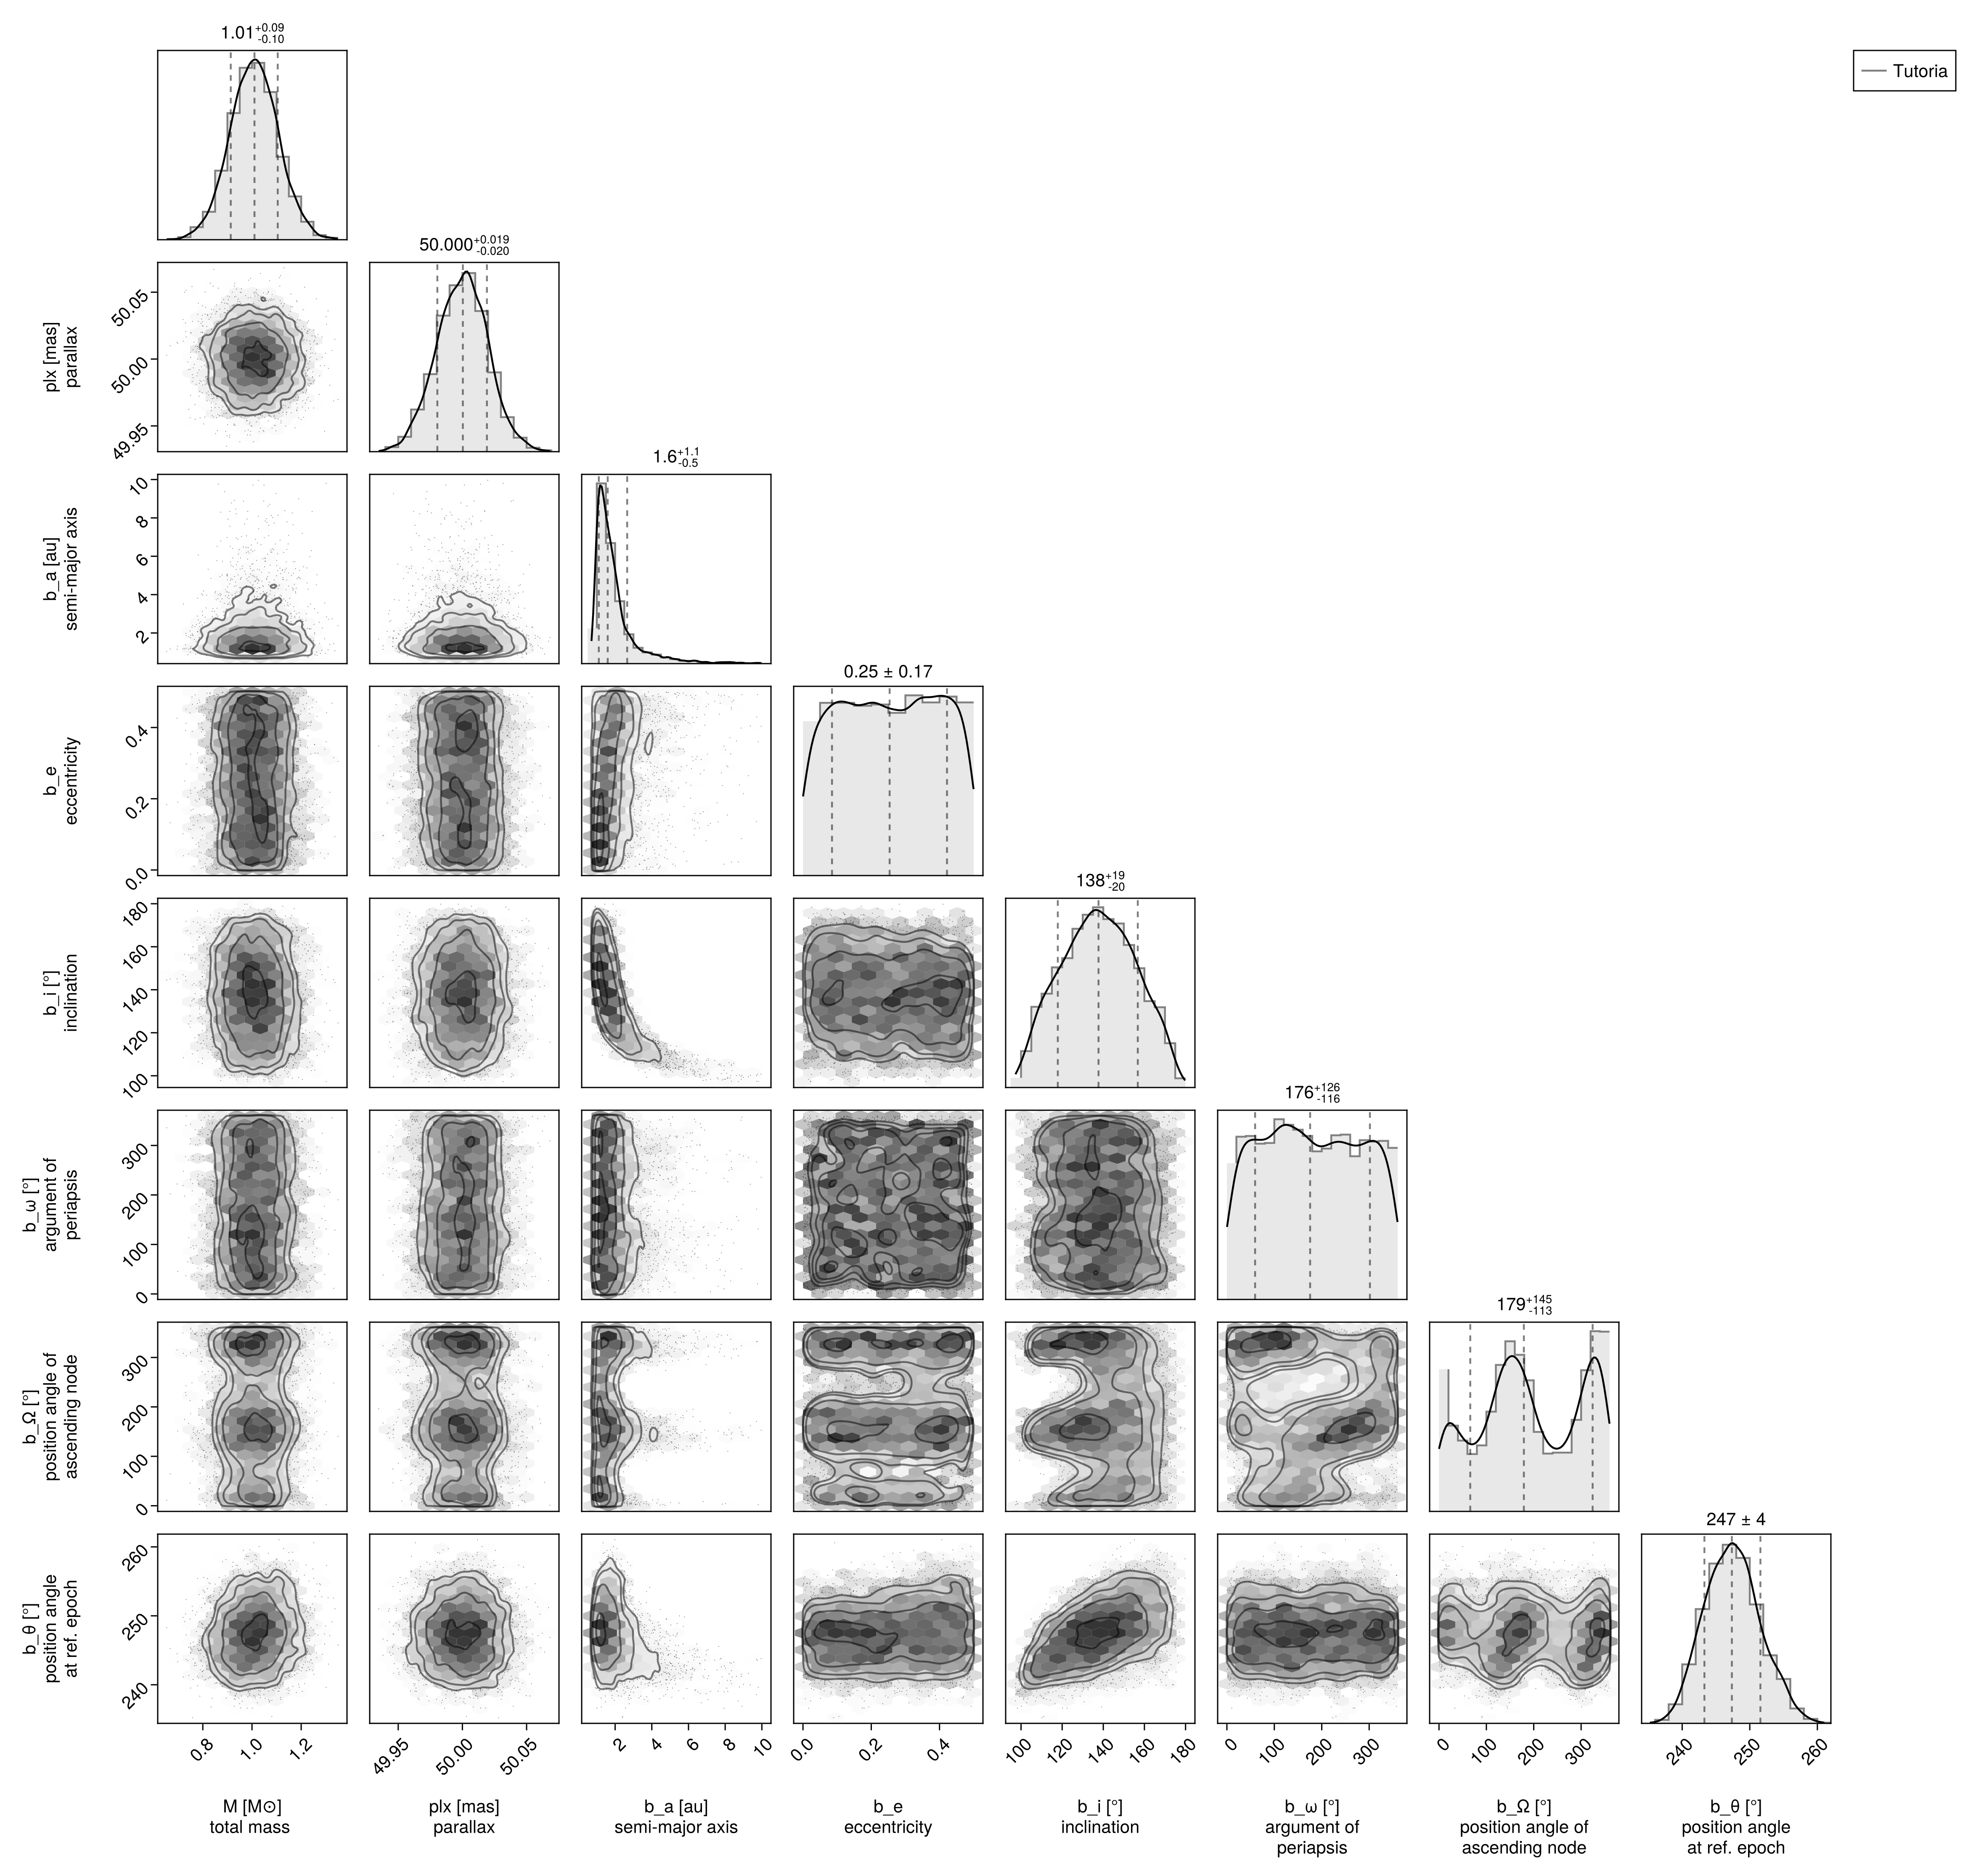 1.01+0.09-0.10
Tutoria
50.000+0.019-0.020
50.05
50.00
49.95
plx [mas]
parallax
1.6+1.1-0.5
10
8
6
4
2
b_a [au]
semi-major axis
0.25 ± 0.17
0.4
0.2
0.0
b_e
eccentricity
138+19-20
180
160
140
120
100
b_i [°]
inclination
176+126-116
300
200
100
0
b_ω [°]
argument of
periapsis
179+145-113
300
200
100
0
b_Ω [°]
position angle of
ascending node
247 ± 4
260
250
240
b_θ [°]
position angle
at ref. epoch
0.8 1.0 1.2
49.95 50.00 50.05
2 4 6 8 10
0.0 0.2 0.4
100 120 140 160 180
0 100 200 300
0 100 200 300
240 250 260
M [M⊙]
total mass
plx [mas]
parallax
b_a [au]
semi-major axis
b_e
eccentricity
b_i [°]
inclination
b_ω [°]
argument of
periapsis
b_Ω [°]
position angle of
ascending node
b_θ [°]
position angle
at ref. epoch